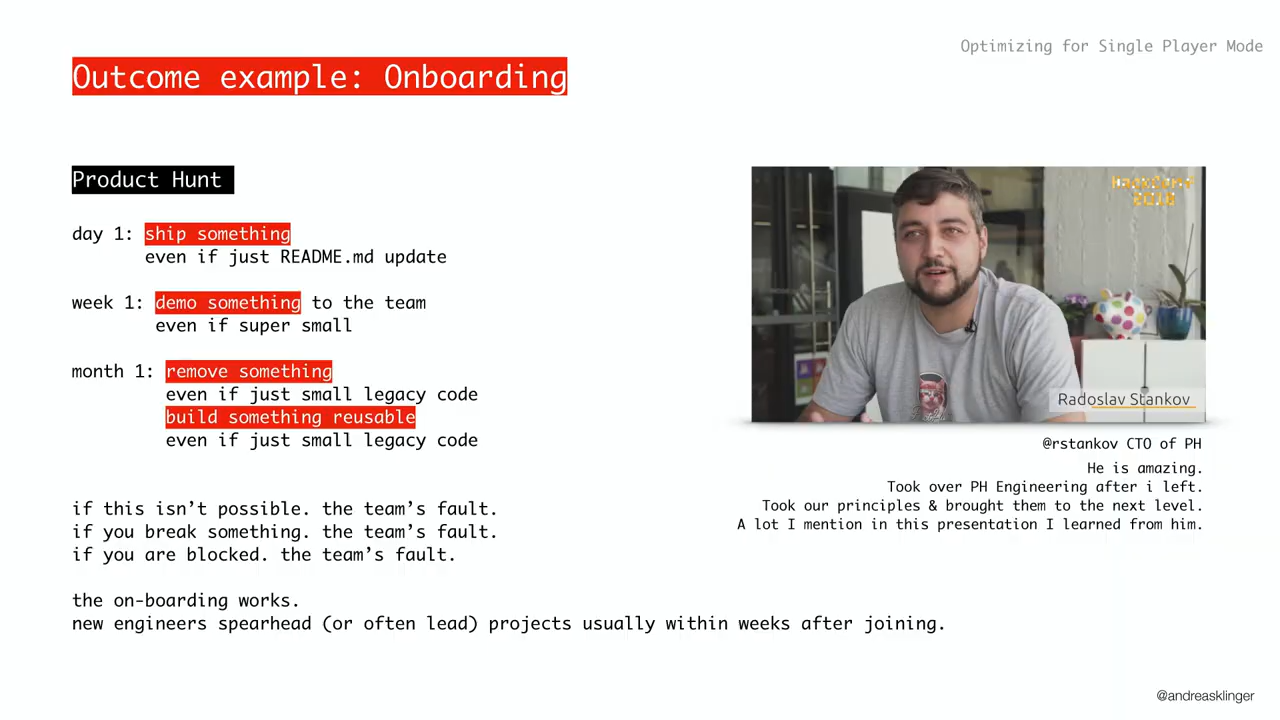 Optimizing for Single Player Mode
Outcome example: Onboarding
Product Hunt
day 1: ship something
even if just README.md update
week 1: demo something to the team
even if super small
month 1: remove something
even if just small legacy code
build something reusable
even if just small legacy code
if this isn’t possible. the team’s fault.
if you break something. the team’s fault.
if you are blocked. the team’s fault.
the on-boarding works.
new engineers spearhead (or often lead) projects usually within weeks after joining.
HackConf
2018
Radoslav Stankov
@rstankov CTO of PH
He is amazing.
Took over PH Engineering after i left.
Took our principles & brought them to the next level.
A lot I mention in this presentation I learned from him.
@andreasklinger